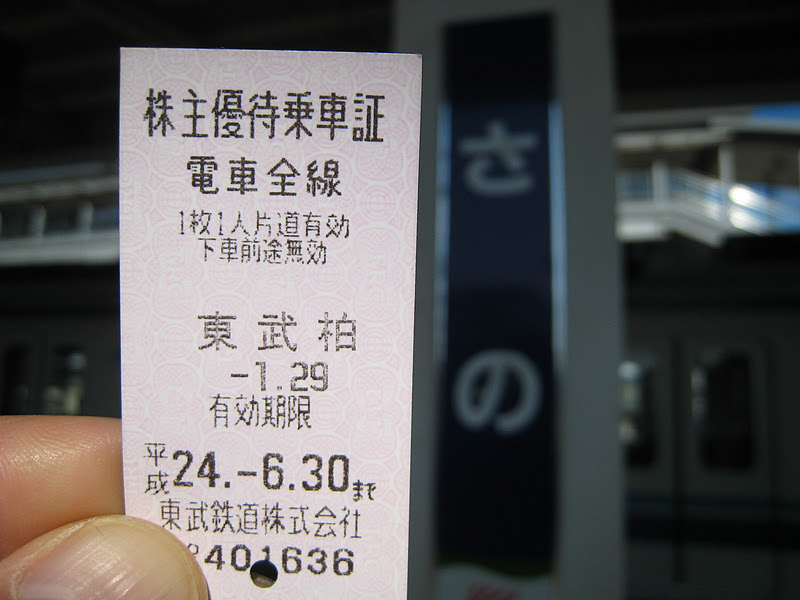 株主優待乗車証
電車全線
1枚1人片道有効
下車前途無効
東武柏
-1.29
有効期限
平成24.-6.30まで
東武鉄道株式会社
401636
さの